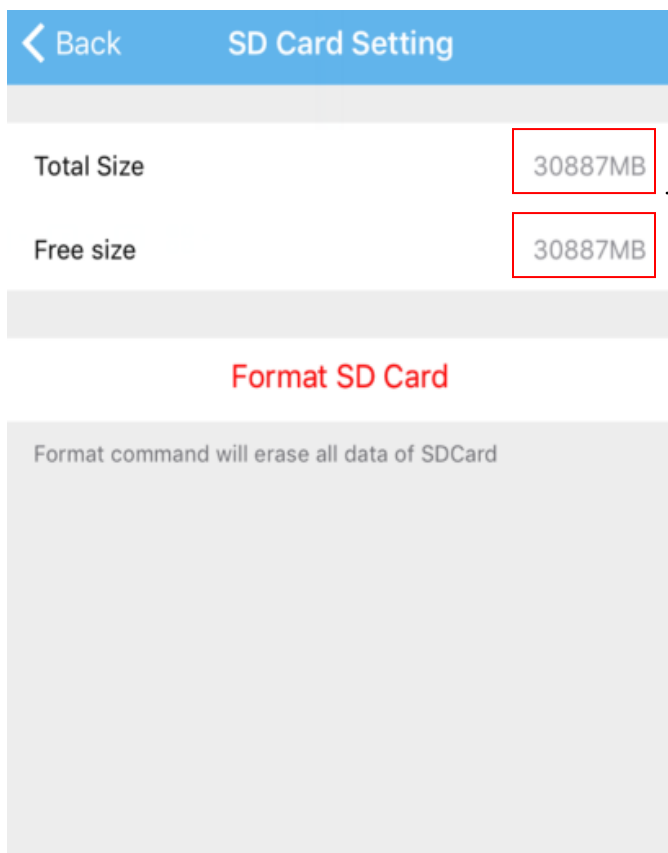 Back SD Card Setting
Total Size 30887MB
Free size 30887MB
Format SD Card
Format command will erase all data of SDCard